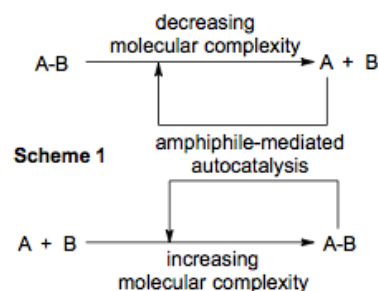 decreasing
molecular complexity
A-B A + B
amphiphile-mediated
Scheme 1 autocatalysis
A + B A-B
increasing
molecular complexity